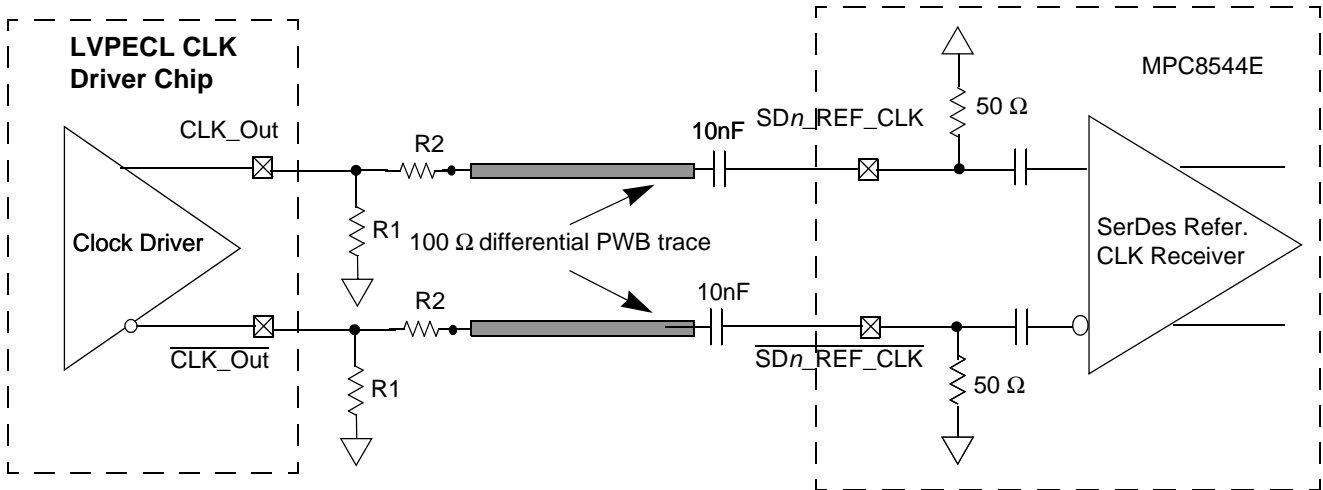 LVPECL CLK
Driver Chip
MPC8544E
CLK_Out
R2
10nF
SDn_REF_CLK
50 Ω
Clock Driver
R1
100 Ω differential PWB trace
SerDes Refer.
CLK Receiver
R2
10nF
CLK_Out
SDn_REF_CLK
R1
50 Ω